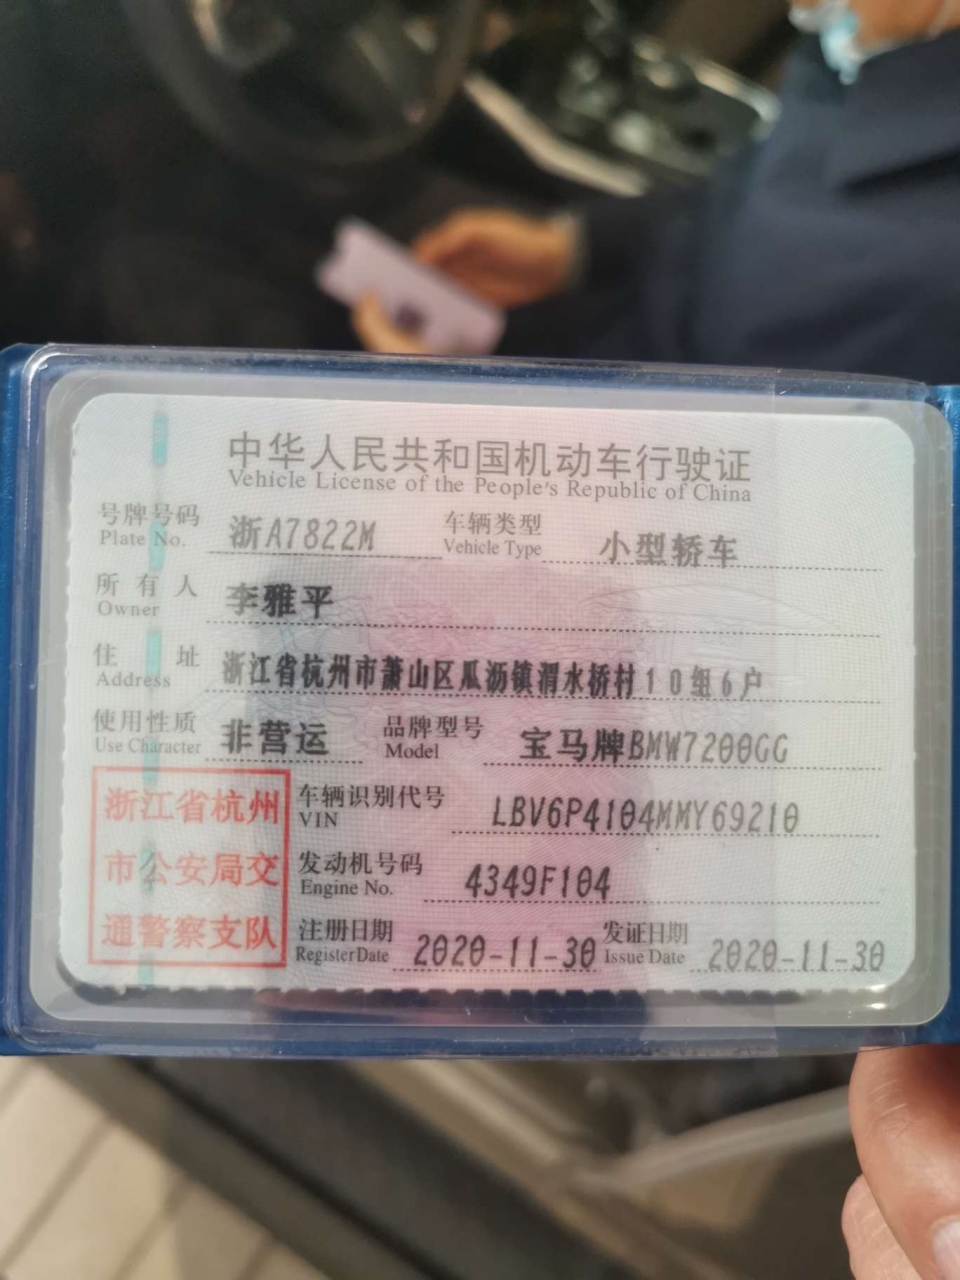 中华人民共和国机动车行驶证
Vehicle License of the People's Republic of China
号牌号码 浙A7822M 车辆类型 小型轿车
Plate No. Vehicle Type
所有人 李雅平
Owner
住址 浙江省杭州市萧山区瓜沥镇渭水桥村10组6户
Address
使用性质 非营运 品牌型号 宝马牌BMW7200GG
Use Character Model
浙江省杭州
市公安局交
通警察支队
车辆识别代号 LBV6P4104MMY69210
VIN
发动机号码 4349F104
Engine No.
注册日期 2020-11-30 发证日期 2020-11-30
Register Date Issue Date